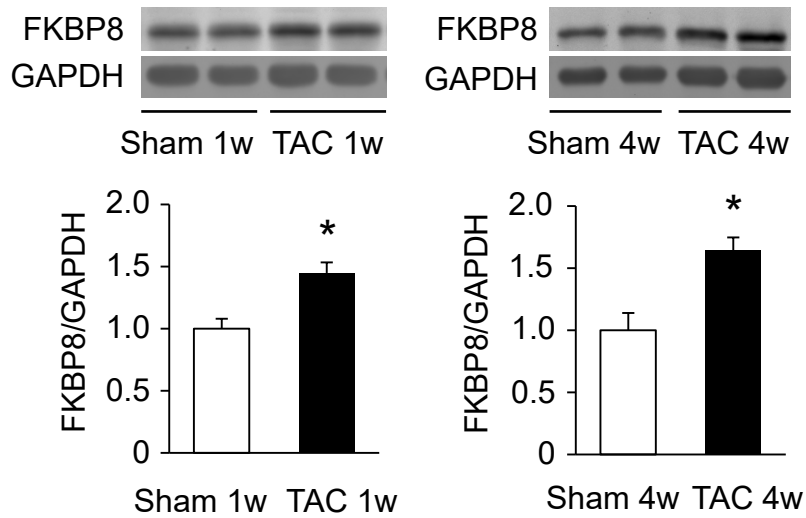 FKBP8
GAPDH
Sham 1w TAC 1w
FKBP8/GAPDH
2.0
*
1.5
1.0
0.5
0
Sham 1w TAC 1w
FKBP8
GAPDH
Sham 4w TAC 4w
FKBP8/GAPDH
2.0
*
1.5
1.0
0.5
0
Sham 4w TAC 4w